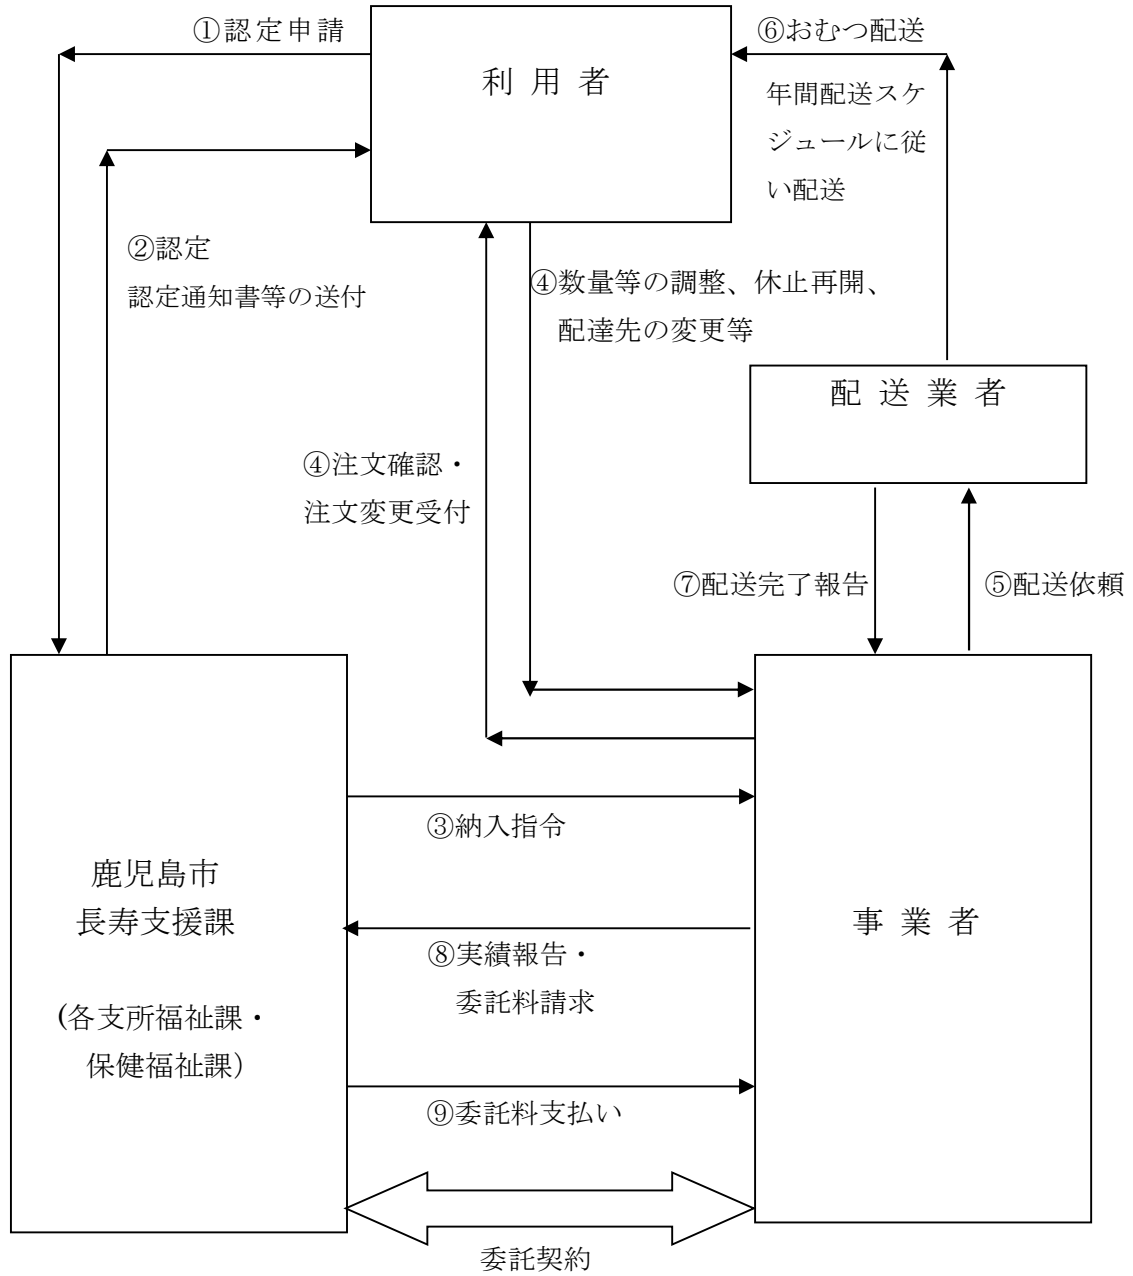 ①認定申請
⑥おむつ配送
利 用 者
年間配送スケ
ジュールに従
い配送
②認定
認定通知書等の送付
④数量等の調整、休止再開、
配達先の変更等
配 送 業 者
④注文確認・
注文変更受付
⑦配送完了報告
⑤配送依頼
③納入指令
鹿児島市
長寿支援課
(各支所福祉課・
保健福祉課）
事 業 者
⑧実績報告・
委託料請求
⑨委託料支払い
委託契約